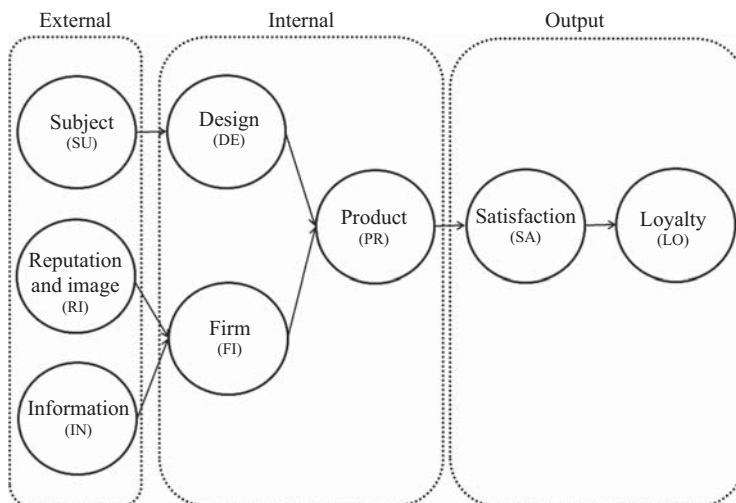 External
Internal
Output
Subject
(SU)
Design
(DE)
Product
(PR)
Satisfaction
(SA)
Loyalty
(LO)
Reputation
and image
(RI)
Firm
(FI)
Information
(IN)